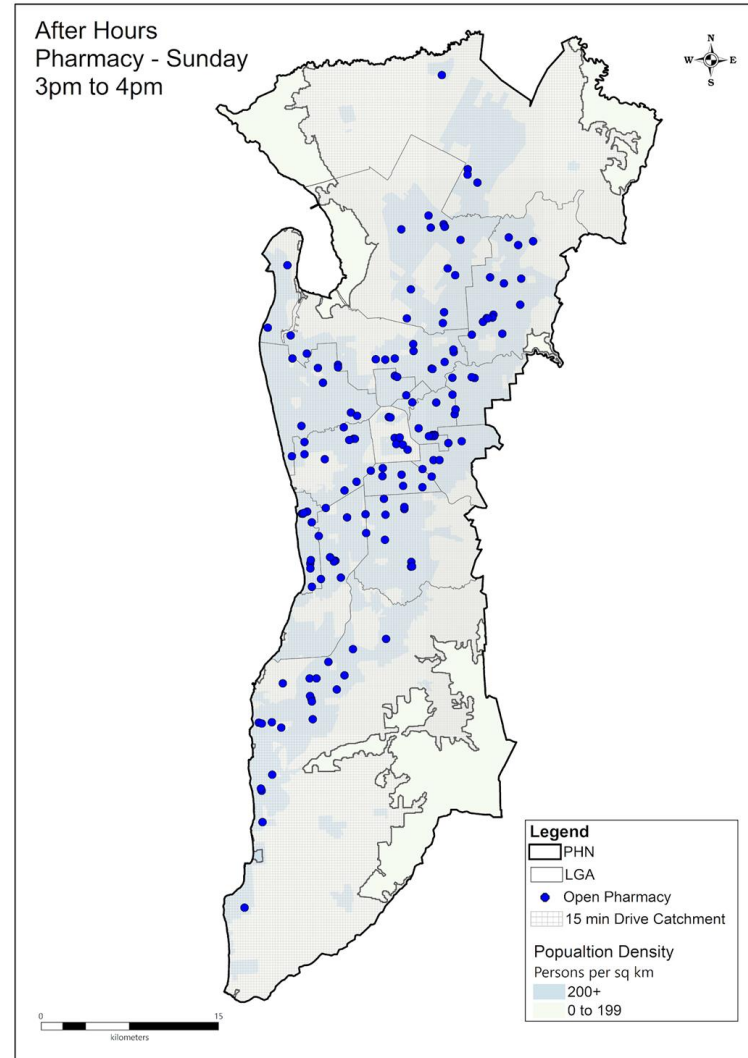 After Hours
Pharmacy - Sunday
3pm to 4pm
N
W E
S
Legend
PHN
LGA
Open Pharmacy
15 min Drive Catchment
Popualtion Density
Persons per sq km
200+
0 to 199
0 15
kilometers